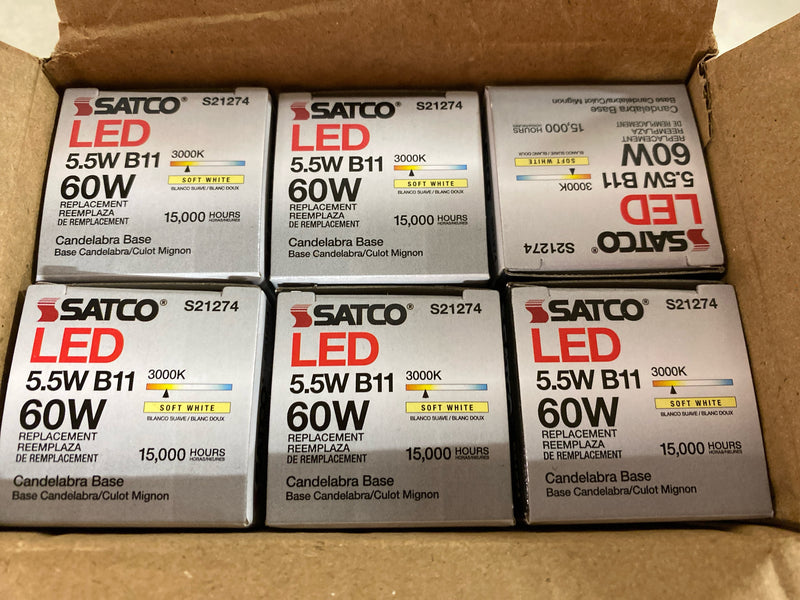 SATCO® S21274
LED
5.5W B11 3000K
60W SOFT WHITE
BLANCO SUAVE / BLANC DOUX
REPLACEMENT
REEMPLAZA
DE REMPLACEMENT 15,000 HOURS
HORAS/HEURES
Candelabra Base
Base Candelabra/Culot Mignon
SATCO® S21274
LED
5.5W B11 3000K
60W SOFT WHITE
BLANCO SUAVE / BLANC DOUX
REPLACEMENT
REEMPLAZA
DE REMPLACEMENT 15,000 HOURS
HORAS/HEURES
Candelabra Base
Base Candelabra/Culot Mignon
SATCO® S21274
LED
5.5W B11 3000K
60W SOFT WHITE
BLANCO SUAVE / BLANC DOUX
REPLACEMENT
REEMPLAZA
DE REMPLACEMENT 15,000 HOURS
HORAS/HEURES
Candelabra Base
Base Candelabra/Culot Mignon
SATCO® S21274
LED
5.5W B11 3000K
60W SOFT WHITE
BLANCO SUAVE / BLANC DOUX
REPLACEMENT
REEMPLAZA
DE REMPLACEMENT 15,000 HOURS
HORAS/HEURES
Candelabra Base
Base Candelabra/Culot Mignon
SATCO® S21274
LED
5.5W B11 3000K
60W SOFT WHITE
BLANCO SUAVE / BLANC DOUX
REPLACEMENT
REEMPLAZA
DE REMPLACEMENT 15,000 HOURS
HORAS/HEURES
Candelabra Base
Base Candelabra/Culot Mignon
SATCO® S21274
LED
5.5W B11 3000K
60W SOFT WHITE
BLANCO SUAVE / BLANC DOUX
REPLACEMENT
REEMPLAZA
DE REMPLACEMENT 15,000 HOURS
HORAS/HEURES
Candelabra Base
Base Candelabra/Culot Mignon